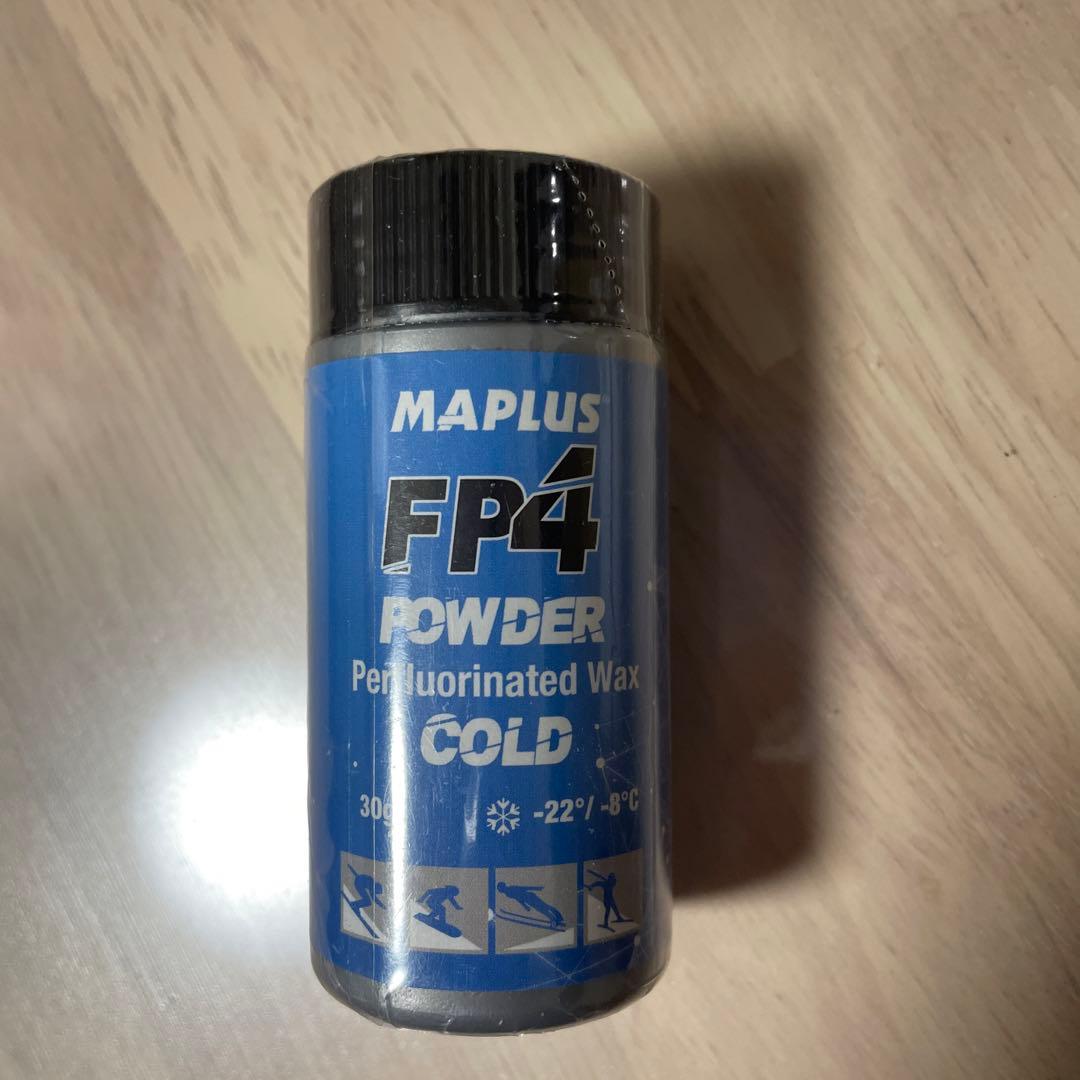 MAPLUS
FP4
POWDER
Perfluorinated Wax
COLD
30g -22°/ -8°C